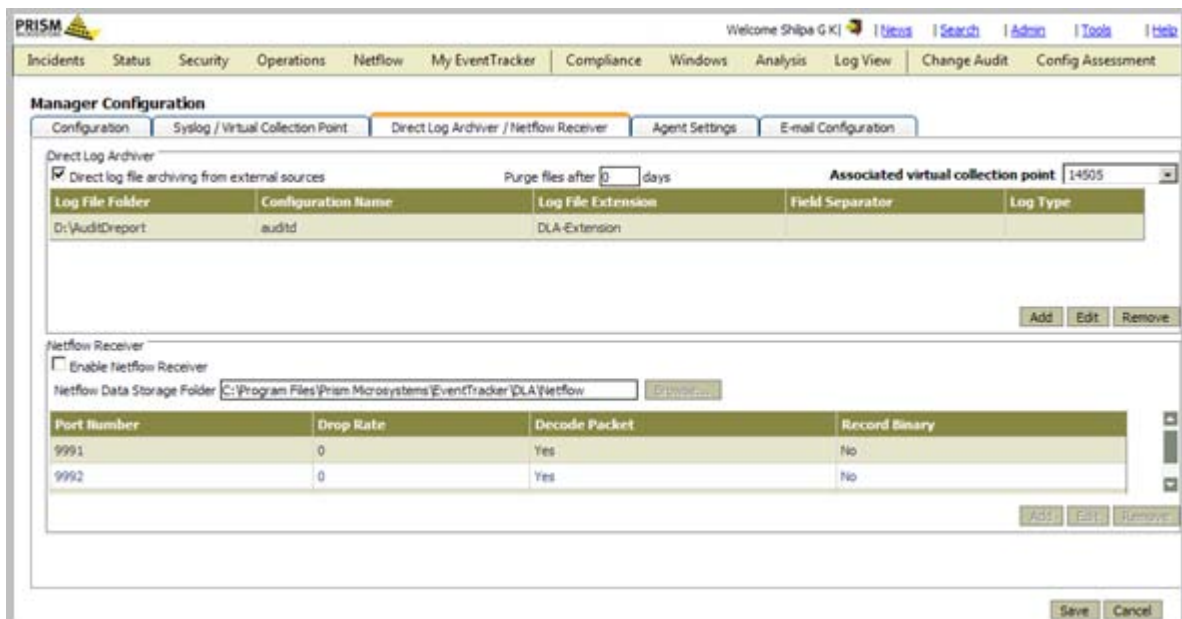 PRISM
MICROSYSTEMS
Welcome Shilpa G K| | News | Search | Admin | Tools | Help
Incidents Status Security Operations Netflow My EventTracker Compliance Windows Analysis Log View Change Audit Config Assessment
Manager Configuration
Configuration Syslog / Virtual Collection Point Direct Log Archiver / Netflow Receiver Agent Settings E-mail Configuration
Direct Log Archiver
Direct log file archiving from external sources Purge files after 0 days Associated virtual collection point 14505
Log File Folder Configuration Name Log File Extension Field Separator Log Type
D:\AuditDreport auditd DLA-Extension
Add Edit Remove
Netflow Receiver
Enable Netflow Receiver
Netflow Data Storage Folder C:\Program Files\Prism Microsystems\EventTracker\DLA\Netflow Browse...
Port Number Drop Rate Decode Packet Record Binary
9991 0 Yes No
9992 0 Yes No
Add Edit Remove
Save Cancel